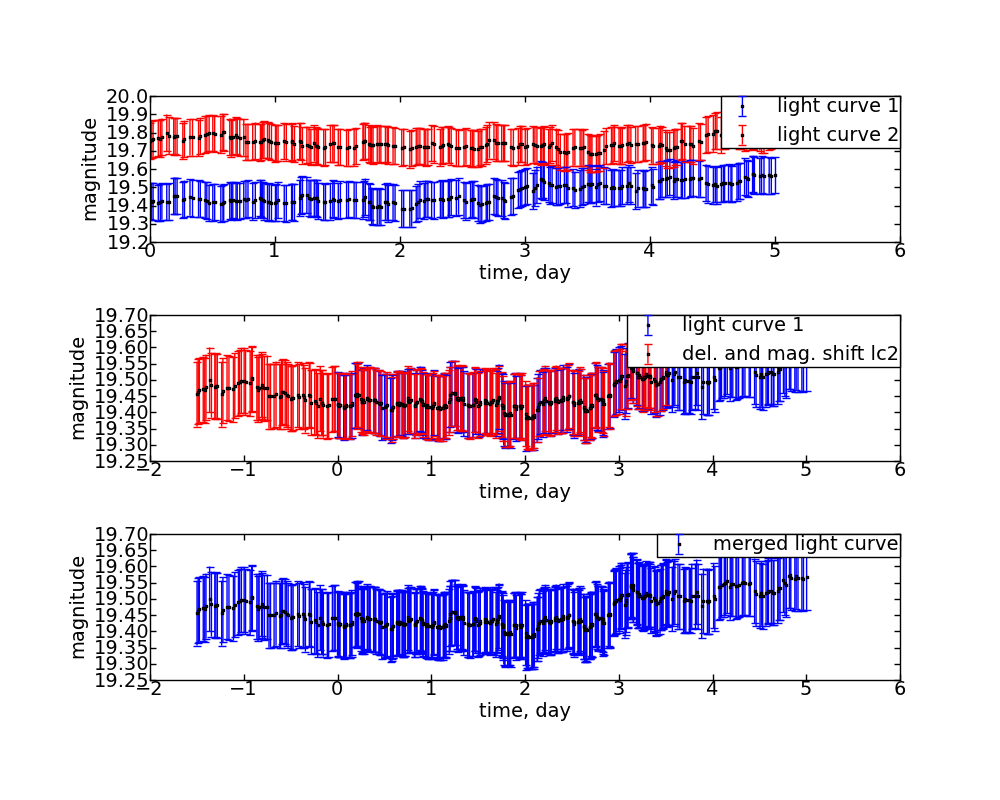 20.0
19.9
19.8
19.7
19.6
19.5
19.4
19.3
19.2
magnitude
light curve 1
light curve 2
0 1 2 3 4 5 6
time, day
19.70
19.65
19.60
19.55
19.50
19.45
19.40
19.35
19.30
19.25
magnitude
light curve 1
del. and mag. shift lc2
−2 −1 0 1 2 3 4 5 6
time, day
19.70
19.65
19.60
19.55
19.50
19.45
19.40
19.35
19.30
19.25
magnitude
merged light curve
−2 −1 0 1 2 3 4 5 6
time, day